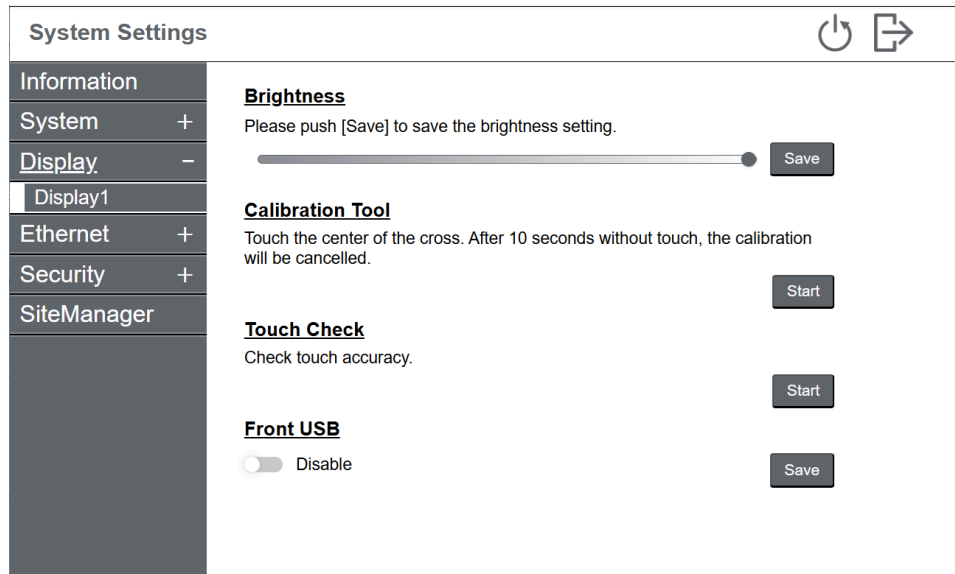 System Settings
Information
System +
Display −
Display1
Ethernet +
Security +
SiteManager
Brightness
Please push [Save] to save the brightness setting.
Save
Calibration Tool
Touch the center of the cross. After 10 seconds without touch, the calibration
will be cancelled.
Start
Touch Check
Check touch accuracy.
Start
Front USB
Disable
Save